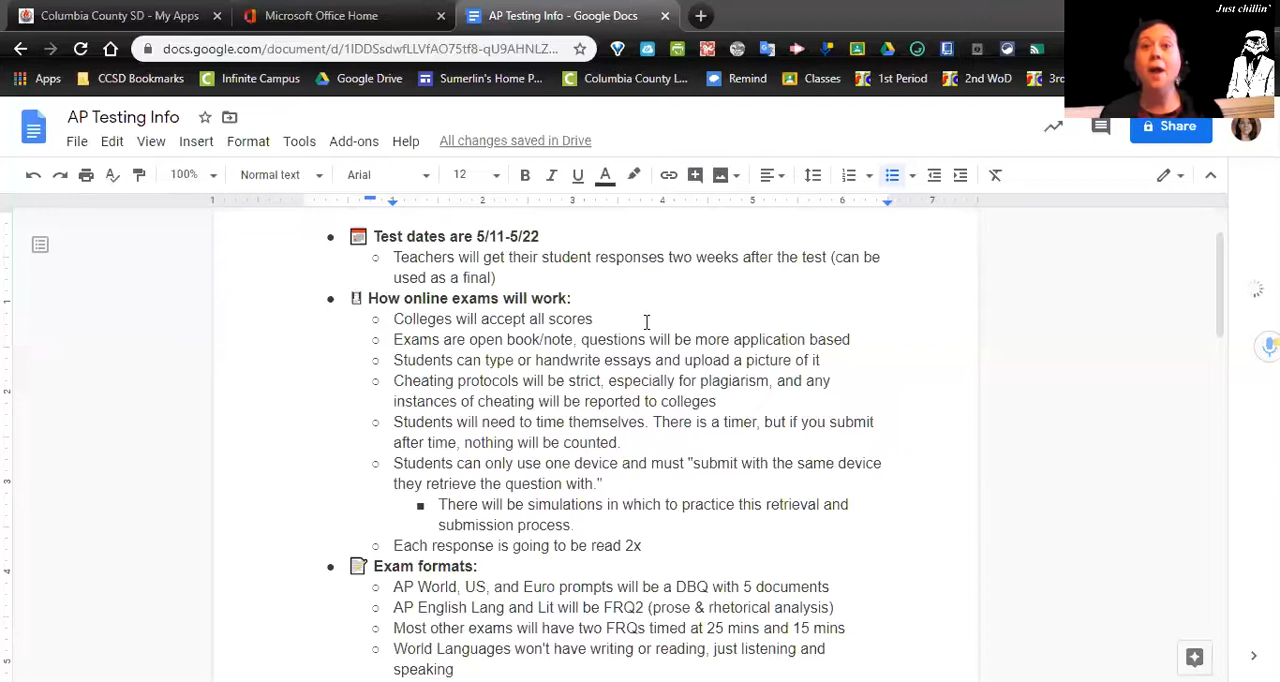 Columbia County SD - My Apps
Microsoft Office Home
AP Testing Info - Google Docs
Just chillin'
docs.google.com/document/d/1IDDSsdwfLLVfAO75tf8-qU9AHNLZ...
Apps
CCSD Bookmarks
Infinite Campus
Google Drive
Sumerlin's Home P...
Columbia County L...
Remind
Classes
1st Period
2nd WoD
3ro
AP Testing Info
File Edit View Insert Format Tools Add-ons Help All changes saved in Drive
Share
100% Normal text Arial 12 B I U A
1 1 2 3 4 5 6 7
Test dates are 5/11-5/22
Teachers will get their student responses two weeks after the test (can be
used as a final)
How online exams will work:
Colleges will accept all scores
Exams are open book/note, questions will be more application based
Students can type or handwrite essays and upload a picture of it
Cheating protocols will be strict, especially for plagiarism, and any
instances of cheating will be reported to colleges
Students will need to time themselves. There is a timer, but if you submit
after time, nothing will be counted.
Students can only use one device and must "submit with the same device
they retrieve the question with."
There will be simulations in which to practice this retrieval and
submission process.
Each response is going to be read 2x
Exam formats:
AP World, US, and Euro prompts will be a DBQ with 5 documents
AP English Lang and Lit will be FRQ2 (prose & rhetorical analysis)
Most other exams will have two FRQs timed at 25 mins and 15 mins
World Languages won't have writing or reading, just listening and
speaking